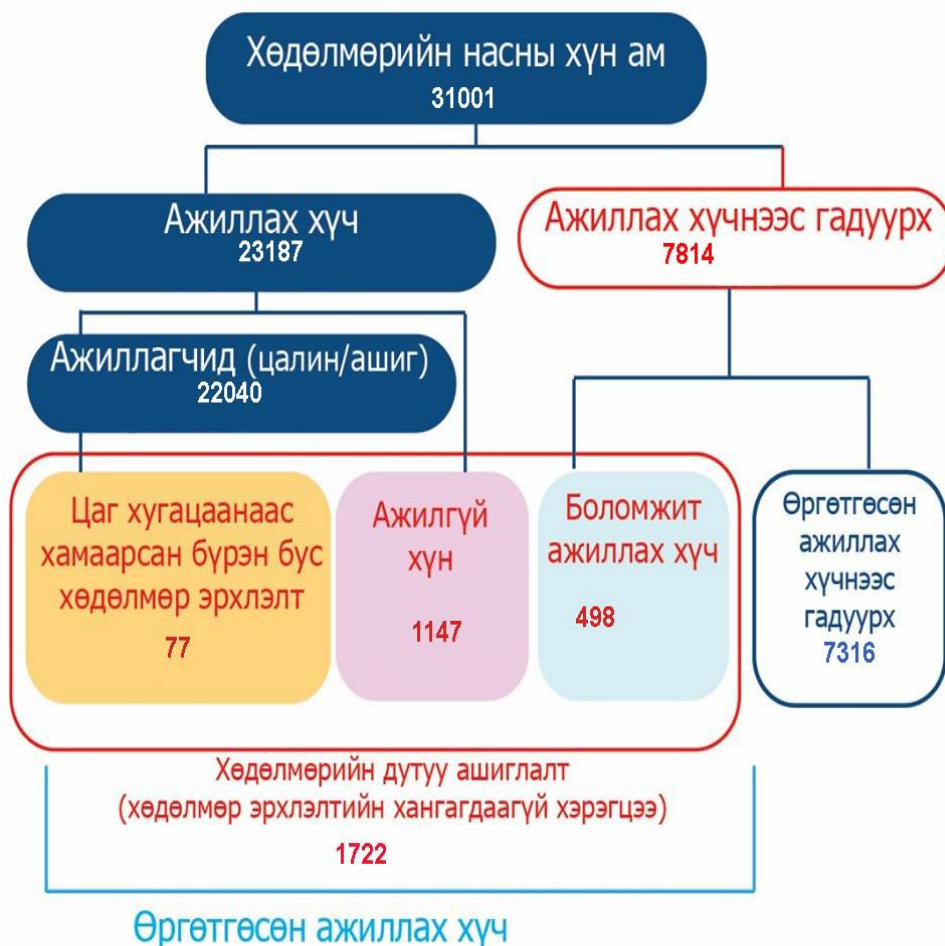 Хөдөлмөрийн насны хүн ам
31001
Ажиллах хүч
23187
Ажиллах хүчнээс гадуурх
7814
Ажиллагчид (цалин/ашиг)
22040
Цаг хугацаанаас
хамаарсан бүрэн бус
хөдөлмөр эрхлэлт
77
Ажилгүй
хүн
1147
Боломжит
ажиллах хүч
498
Өргөтгөсөн
ажиллах
хүчнээс
гадуурх
7316
Хөдөлмөрийн дутуу ашиглалт
(хөдөлмөр эрхлэлтийн хангагдаагүй хэрэгцээ)
1722
Өргөтгөсөн ажиллах хүч